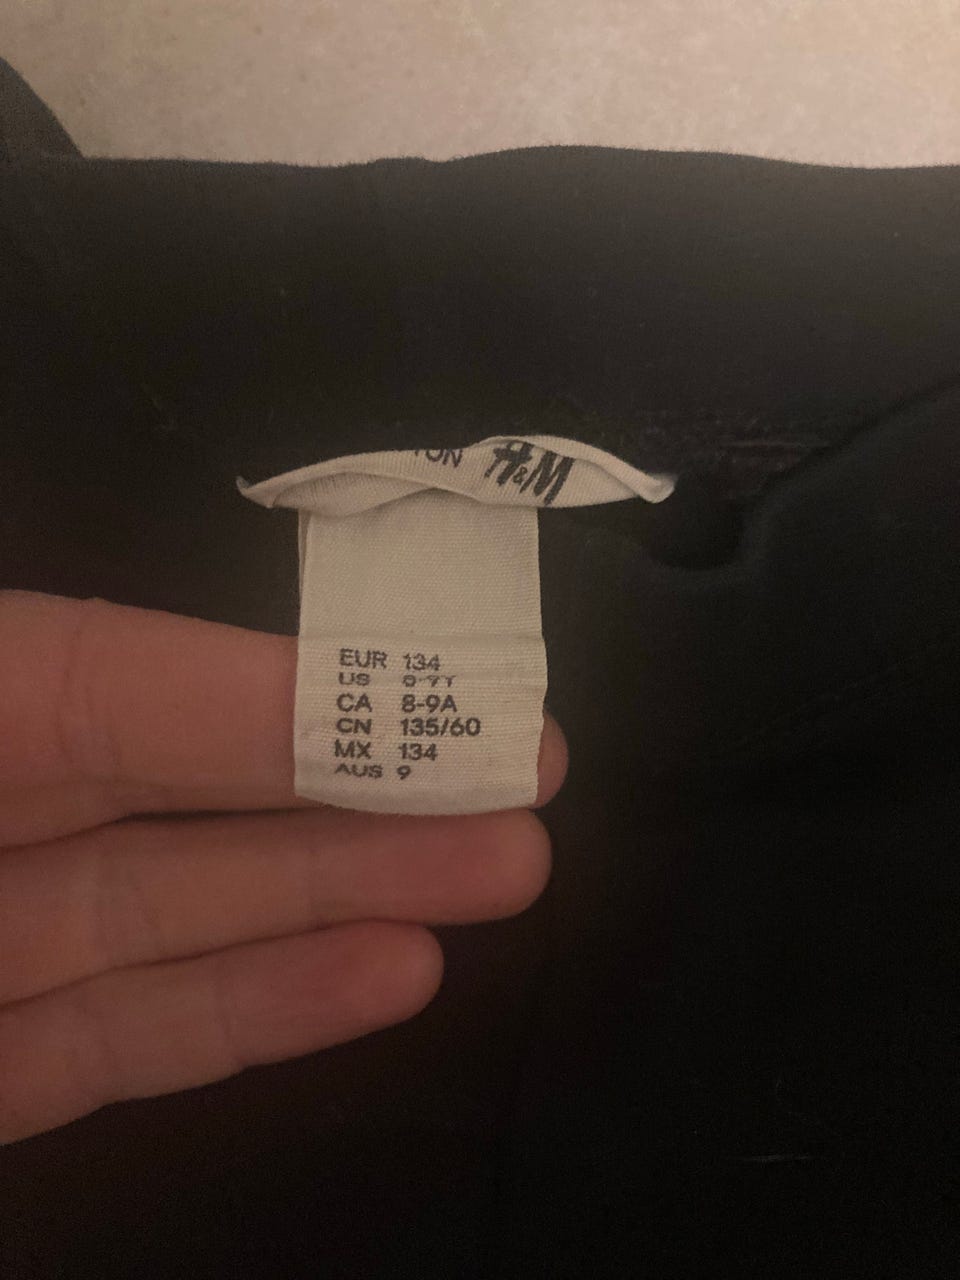 H&M
EUR 134
US 8-9Y
CA 8-9A
CN 135/60
MX 134
AUS 9